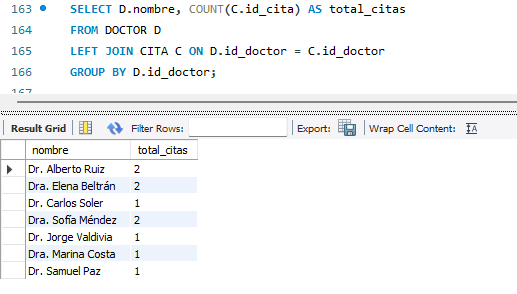 163 SELECT D.nombre, COUNT(C.id_cita) AS total_citas
164 FROM DOCTOR D
165 LEFT JOIN CITA C ON D.id_doctor = C.id_doctor
166 GROUP BY D.id_doctor;
167
Result Grid Filter Rows: Export: Wrap Cell Content:
nombre total_citas
Dr. Alberto Ruiz 2
Dra. Elena Beltrán 2
Dr. Carlos Soler 1
Dra. Sofía Méndez 2
Dr. Jorge Valdivia 1
Dra. Marina Costa 1
Dr. Samuel Paz 1